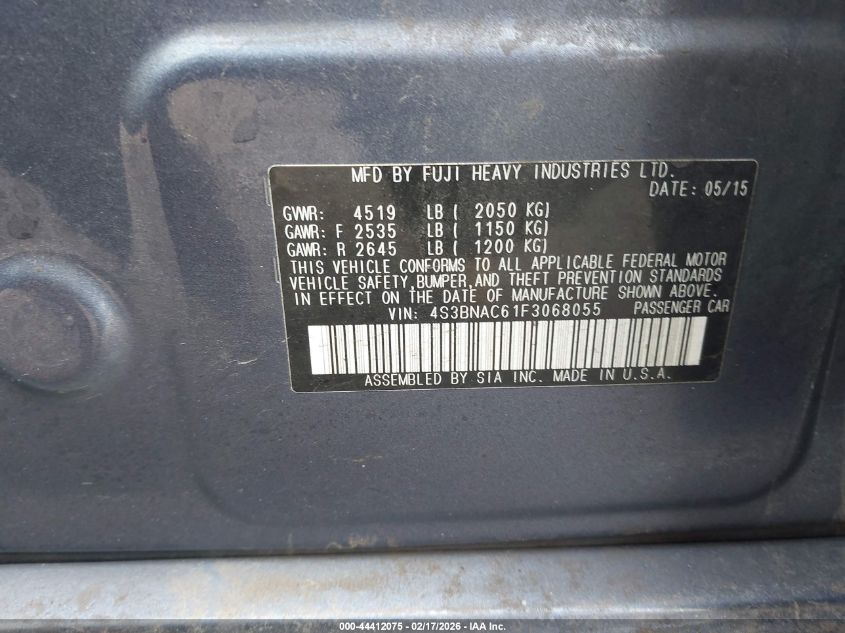 MFD BY FUJI HEAVY INDUSTRIES LTD.
DATE: 05/15
GVWR: 4519 LB ( 2050 KG)
GAWR: F 2535 LB ( 1150 KG)
GAWR: R 2645 LB ( 1200 KG)
THIS VEHICLE CONFORMS TO ALL APPLICABLE FEDERAL MOTOR
VEHICLE SAFETY,BUMPER,AND THEFT PREVENTION STANDARDS
IN EFFECT ON THE DATE OF MANUFACTURE SHOWN ABOVE.
VIN: 4S3BNAC61F3068055 PASSENGER CAR
ASSEMBLED BY SIA INC. MADE IN U.S.A.
000-44412075 - 02/17/2026 - IAA Inc.